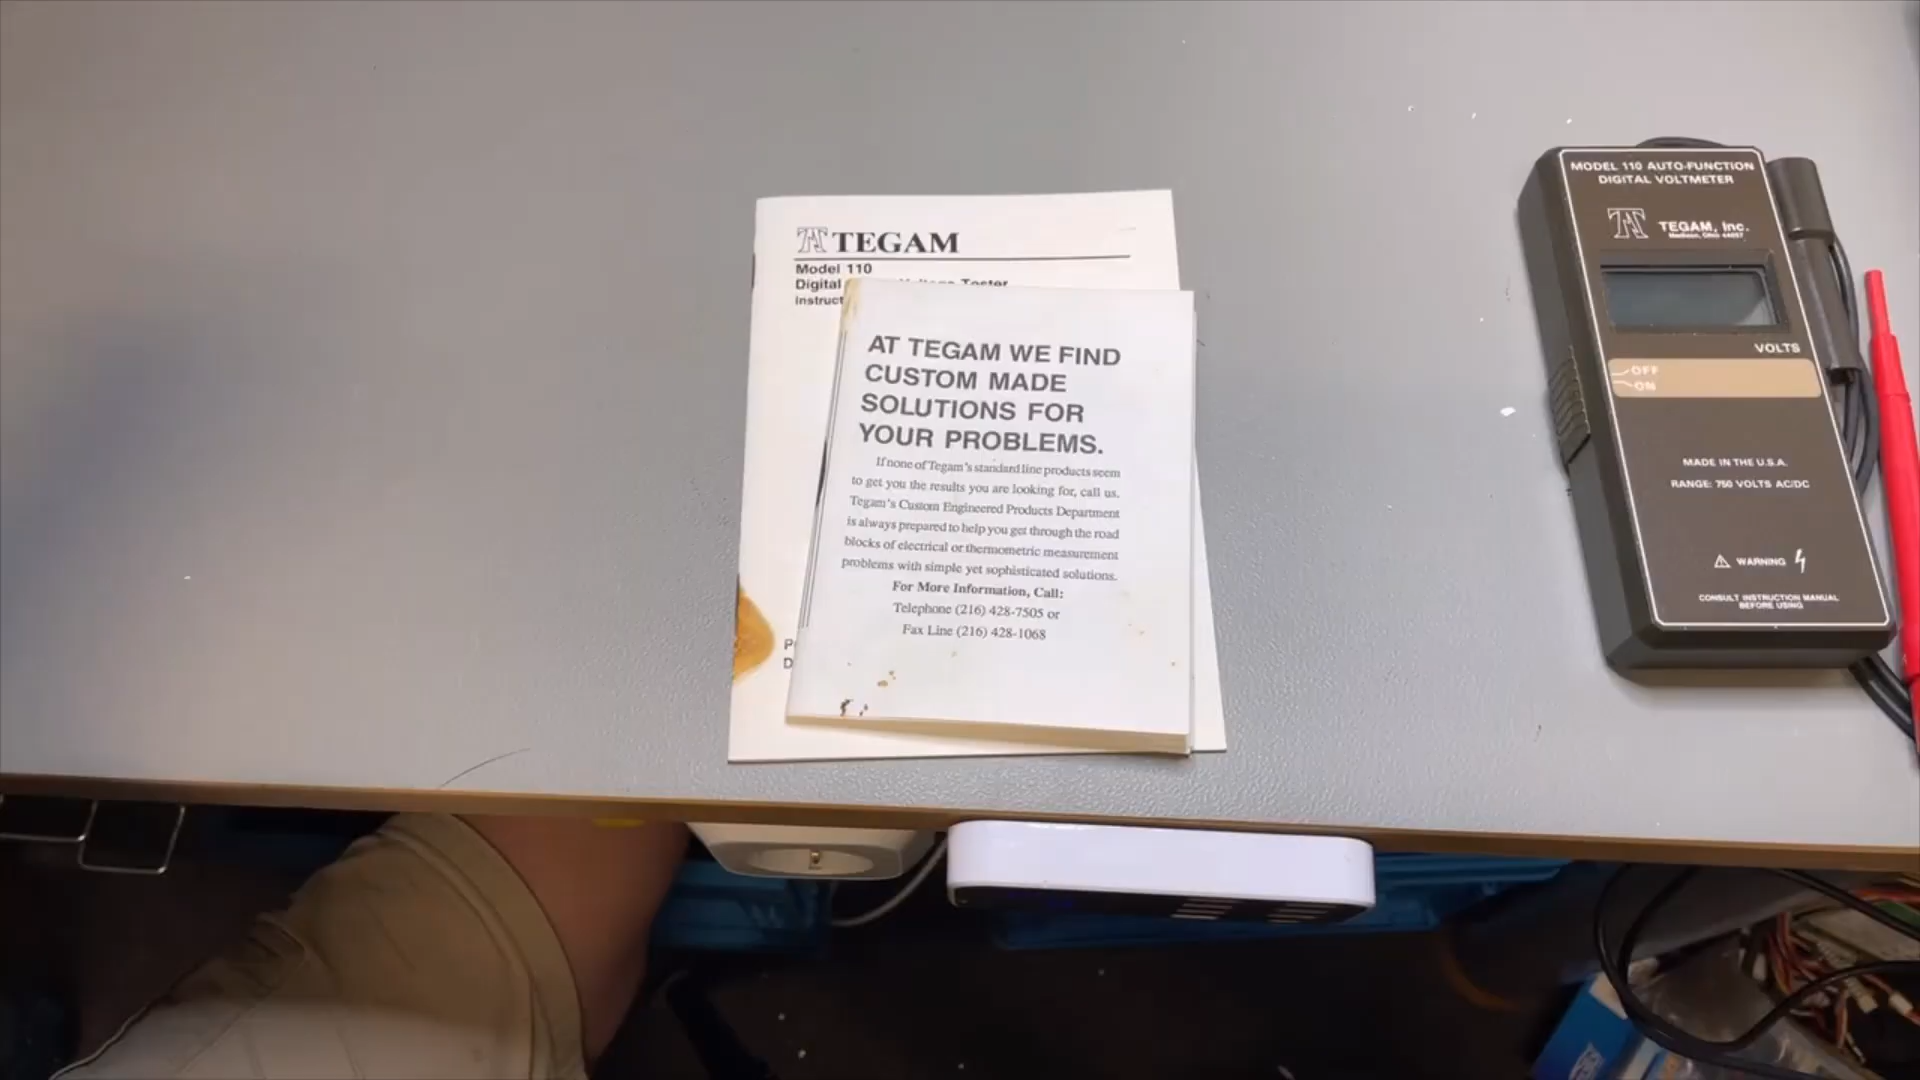 TEGAM
Model 110
Digital
Tester
Instruct
AT TEGAM WE FIND
CUSTOM MADE
SOLUTIONS FOR
YOUR PROBLEMS.
If none of Tegam's standard line products seem
to get you the results you are looking for, call us.
Tegam's Custom Engineered Products Department
is always prepared to help you get through the road
blocks of electrical or thermometric measurement
problems with simple yet sophisticated solutions.
For More Information, Call:
Telephone (216) 428-7505 or
Fax Line (216) 428-1068
P
D
MODEL 110 AUTO-FUNCTION
DIGITAL VOLTMETER
TEGAM, Inc.
Madison, Ohio 44057
VOLTS
OFF
ON
MADE IN THE U.S.A.
RANGE: 750 VOLTS AC/DC
WARNING
CONSULT INSTRUCTION MANUAL
BEFORE USING